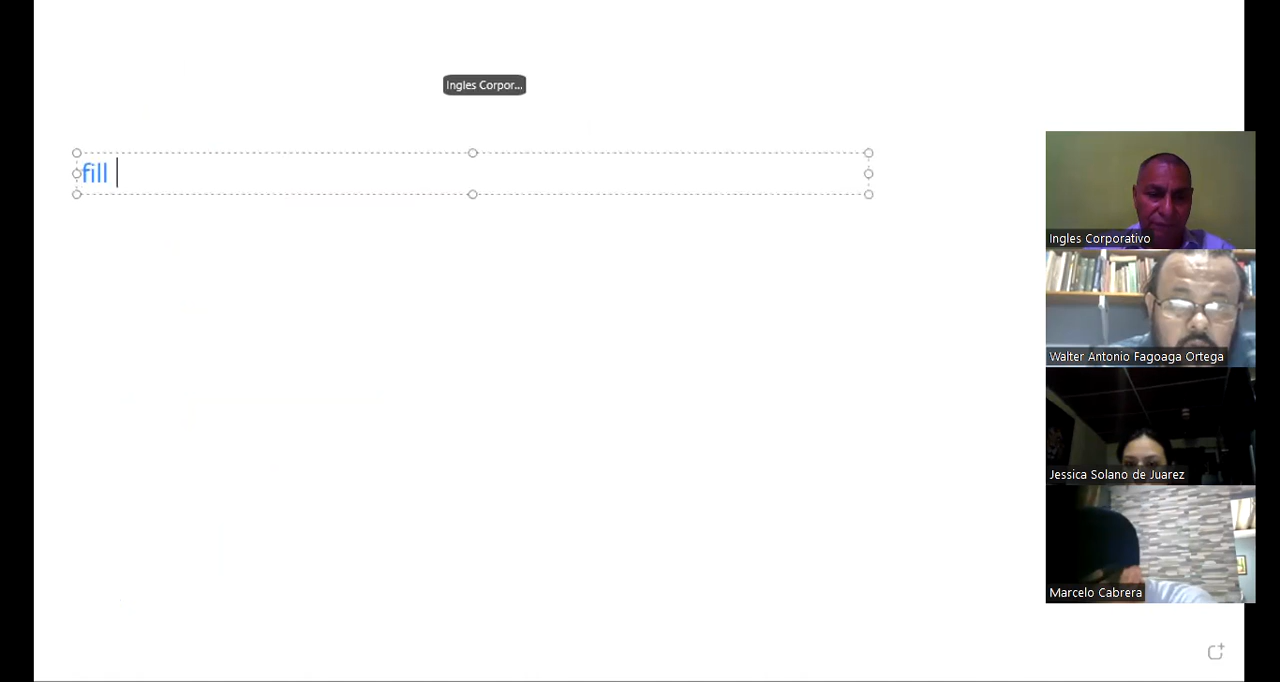 Ingles Corpor...
fill
Ingles Corporativo
Walter Antonio Fagoaga Ortega
Jessica Solano de Juarez
Marcelo Cabrera